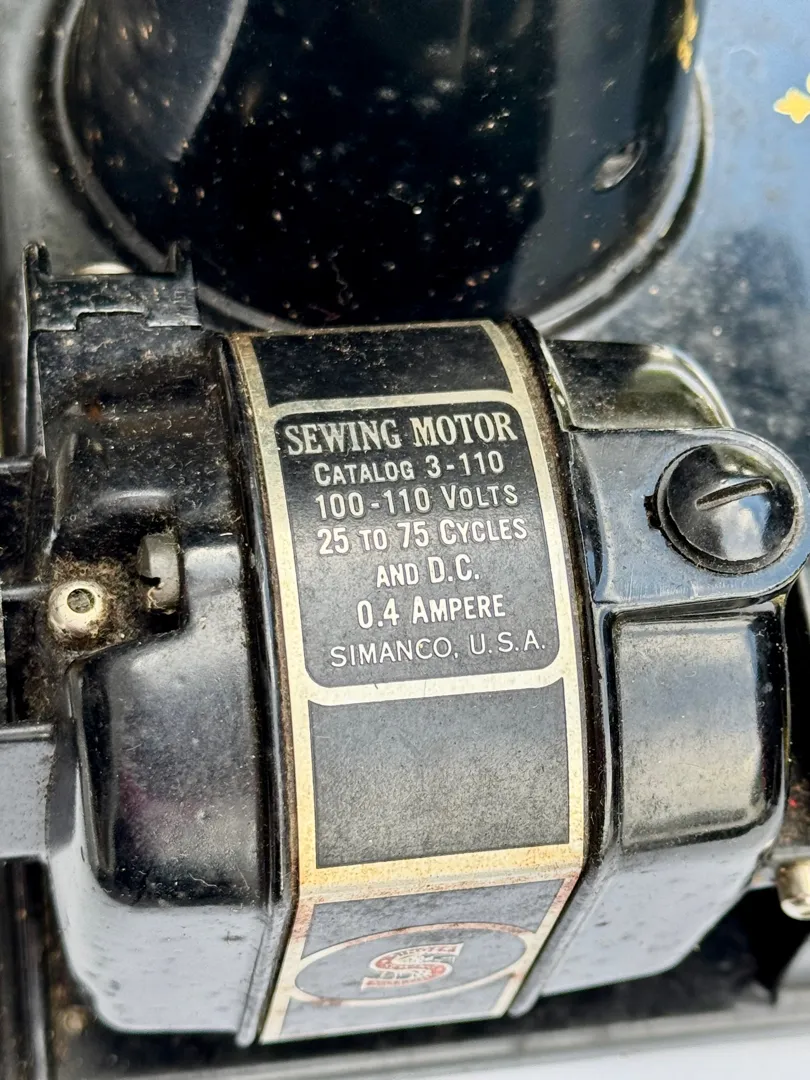 SEWING MOTOR
CATALOG 3-110
100-110 VOLTS
25 TO 75 CYCLES
AND D.C.
0.4 AMPERE
SIMANCO, U.S.A.
S